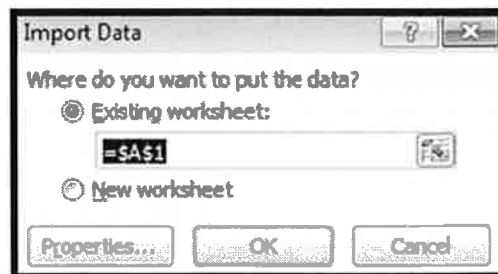 Import Data
Where do you want to put the data?
Existing worksheet:
=$A$1
New worksheet
Properties... OK Cancel